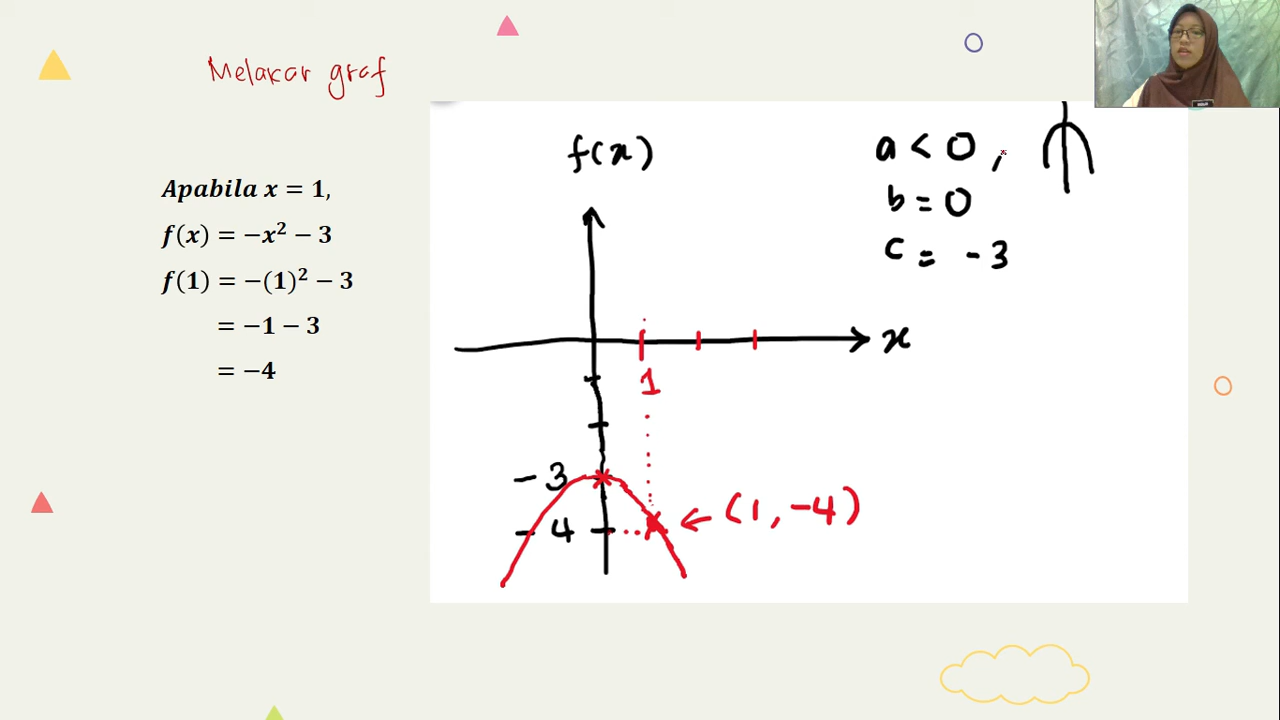 Melakar graf
Apabila x = 1,
f(x) = −x² − 3
f(1) = −(1)² − 3
= −1 − 3
= −4
f(x)
a < 0 ,
b = 0
c = -3
x
1
-3
-4
(1, -4)